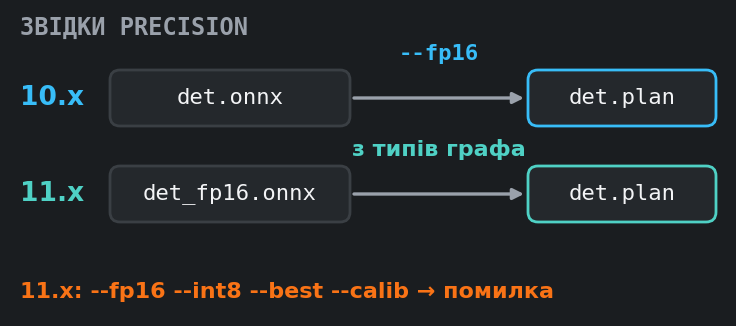 ЗВІДКИ PRECISION
--fp16
10.x det.onnx det.plan
з типів графа
11.x det_fp16.onnx det.plan
11.x: --fp16 --int8 --best --calib → помилка